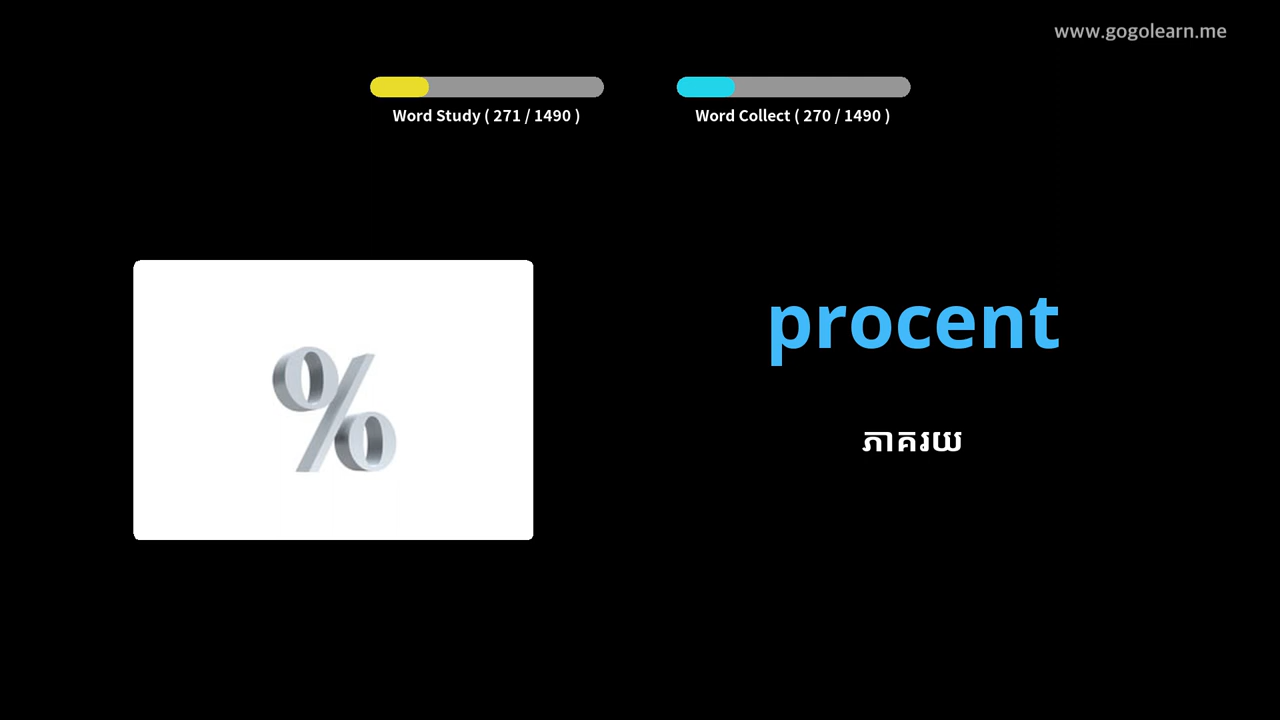 www.gogolearn.me
Word Study ( 271 / 1490 )
Word Collect ( 270 / 1490 )
%
procent
ភាគរយ